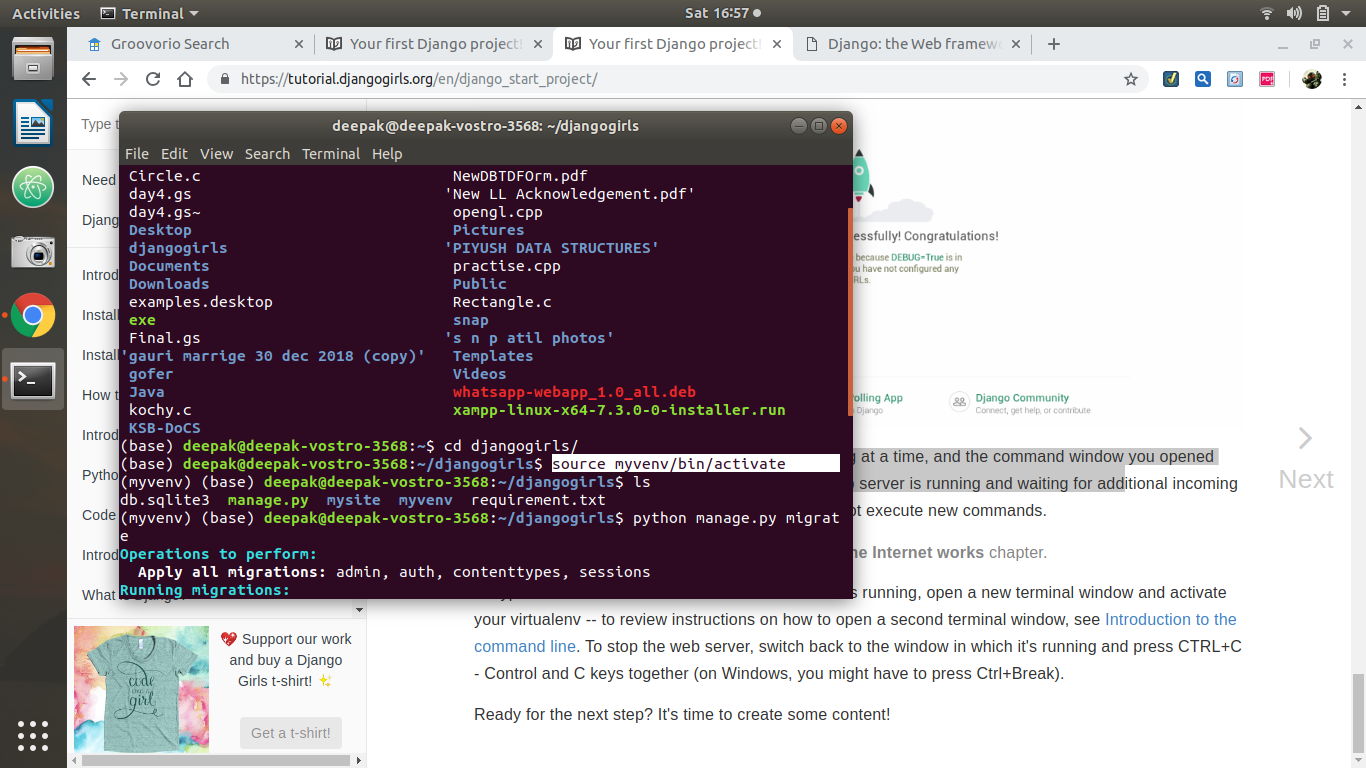 Activities Terminal Sat 16:57
Groovorio Search Your first Django project! Your first Django project! Django: the Web framew
https://tutorial.djangogirls.org/en/django_start_project/
Type t
Need
Djang
Introd
Install
Install
How t
Introd
Pytho
Code
Introd
What
deepak@deepak-vostro-3568: ~/djangogirls
File Edit View Search Terminal Help
Circle.c NewDBTDFOrm.pdf
day4.gs 'New LL Acknowledgement.pdf'
day4.gs~ opengl.cpp
Desktop Pictures
djangogirls 'PIYUSH DATA STRUCTURES'
Documents practise.cpp
Downloads Public
examples.desktop Rectangle.c
exe snap
Final.gs 's n p atil photos'
'gauri marrige 30 dec 2018 (copy)' Templates
gofer Videos
Java whatsapp-webapp_1.0_all.deb
kochy.c xampp-linux-x64-7.3.0-0-installer.run
KSB-DoCS
(base) deepak@deepak-vostro-3568:~$ cd djangogirls/
(base) deepak@deepak-vostro-3568:~/djangogirls$ source myvenv/bin/activate
(myvenv) (base) deepak@deepak-vostro-3568:~/djangogirls$ ls
db.sqlite3 manage.py mysite myvenv requirement.txt
(myvenv) (base) deepak@deepak-vostro-3568:~/djangogirls$ python manage.py migrat
e
Operations to perform:
Apply all migrations: admin, auth, contenttypes, sessions
Running migrations:
essfully! Congratulations!
because DEBUG=True is in
ou have not configured any
RLs.
olling App
Django
Django Community
Connect, get help, or contribute
g at a time, and the command window you opened
server is running and waiting for additional incoming
ot execute new commands.
he Internet works chapter.
s running, open a new terminal window and activate
your virtualenv -- to review instructions on how to open a second terminal window, see Introduction to the
command line. To stop the web server, switch back to the window in which it's running and press CTRL+C
- Control and C keys together (on Windows, you might have to press Ctrl+Break).
Ready for the next step? It's time to create some content!
Next
Support our work
and buy a Django
Girls t-shirt!
Get a t-shirt!
code
like a
girl